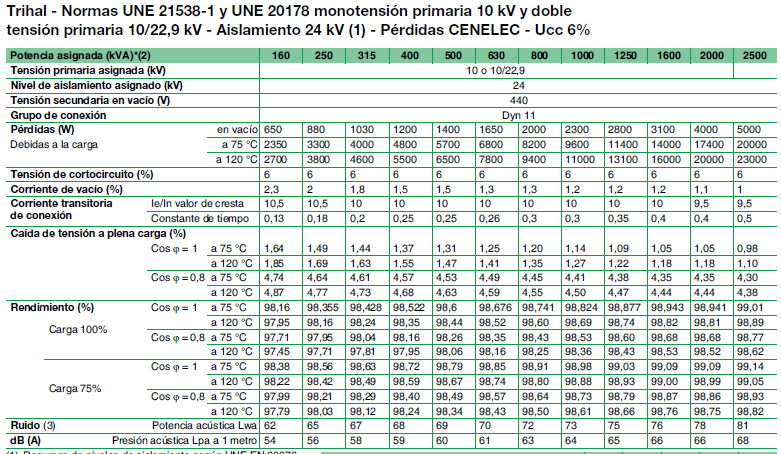 Trihal - Normas UNE 21538-1 y UNE 20178 monotensión primaria 10 kV y doble
tensión primaria 10/22,9 kV - Aislamiento 24 kV (1) - Pérdidas CENELEC - Ucc 6%
Potencia asignada (kVA)*(2) 160 250 315 400 500 630 800 1000 1250 1600 2000 2500
Tensión primaria asignada (kV) 10 o 10/22,9
Nivel de aislamiento asignado (kV) 24
Tensión secundaria en vacío (V) 440
Grupo de conexión Dyn 11
Pérdidas (W) en vacío 650 880 1030 1200 1400 1650 2000 2300 2800 3100 4000 5000
Debidas a la carga a 75 °C 2350 3300 4000 4800 5700 6800 8200 9600 11400 14000 17400 20000
a 120 °C 2700 3800 4600 5500 6500 7800 9400 11000 13100 16000 20000 23000
Tensión de cortocircuito (%) 6 6 6 6 6 6 6 6 6 6 6 6
Corriente de vacío (%) 2,3 2 1,8 1,5 1,5 1,3 1,3 1,2 1,2 1,2 1,1 1
Corriente transitoria Ie/In valor de cresta 10,5 10,5 10 10 10 10 10 10 10 10 9,5 9,5
de conexión Constante de tiempo 0,13 0,18 0,2 0,25 0,25 0,26 0,3 0,3 0,35 0,4 0,4 0,5
Caída de tensión a plena carga (%)
Cos φ = 1 a 75 °C 1,64 1,49 1,44 1,37 1,31 1,25 1,20 1,14 1,09 1,05 1,05 0,98
a 120 °C 1,85 1,69 1,63 1,55 1,47 1,41 1,35 1,27 1,22 1,18 1,18 1,10
Cos φ = 0,8 a 75 °C 4,74 4,64 4,61 4,57 4,53 4,49 4,45 4,41 4,38 4,35 4,35 4,30
a 120 °C 4,87 4,77 4,73 4,68 4,63 4,59 4,55 4,50 4,47 4,44 4,44 4,38
Rendimiento (%) Cos φ = 1 a 75 °C 98,16 98,355 98,428 98,522 98,6 98,676 98,741 98,824 98,877 98,943 98,941 99,01
Carga 100% a 120 °C 97,95 98,16 98,24 98,35 98,44 98,52 98,60 98,69 98,74 98,82 98,81 98,89
Cos φ = 0,8 a 75 °C 97,71 97,95 98,04 98,16 98,26 98,35 98,43 98,53 98,60 98,68 98,68 98,77
a 120 °C 97,45 97,71 97,81 97,95 98,06 98,16 98,25 98,36 98,43 98,53 98,52 98,62
Cos φ = 1 a 75 °C 98,38 98,56 98,63 98,72 98,79 98,85 98,91 98,98 99,03 99,09 99,09 99,14
Carga 75% a 120 °C 98,22 98,42 98,49 98,59 98,67 98,74 98,80 98,88 98,93 99,00 98,99 99,05
Cos φ = 0,8 a 75 °C 97,99 98,21 98,29 98,40 98,49 98,57 98,64 98,73 98,79 98,87 98,86 98,93
a 120 °C 97,79 98,03 98,12 98,24 98,34 98,43 98,50 98,61 98,66 98,76 98,75 98,82
Ruido (3) Potencia acústica Lwa 62 65 67 68 69 70 72 73 75 76 78 81
dB (A) Presión acústica Lpa a 1 metro 54 56 58 59 60 61 63 64 65 66 66 68